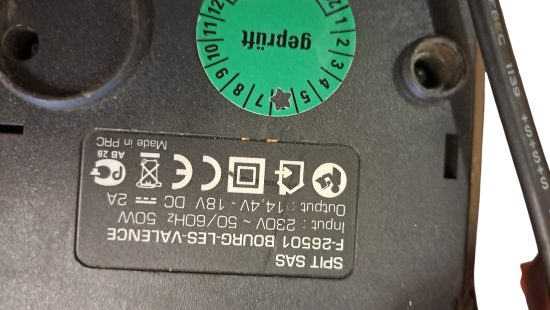 SPIT SAS
F-26501 BOURG-LES-VALENCE
Input : 230V ~ 50/60Hz 50W
Output : 14,4V - 18V DC ⎓ 2A
CE
AB 28
Made in PRC
geprüft
1 2 3 4 5 7 8 9 10 11 12